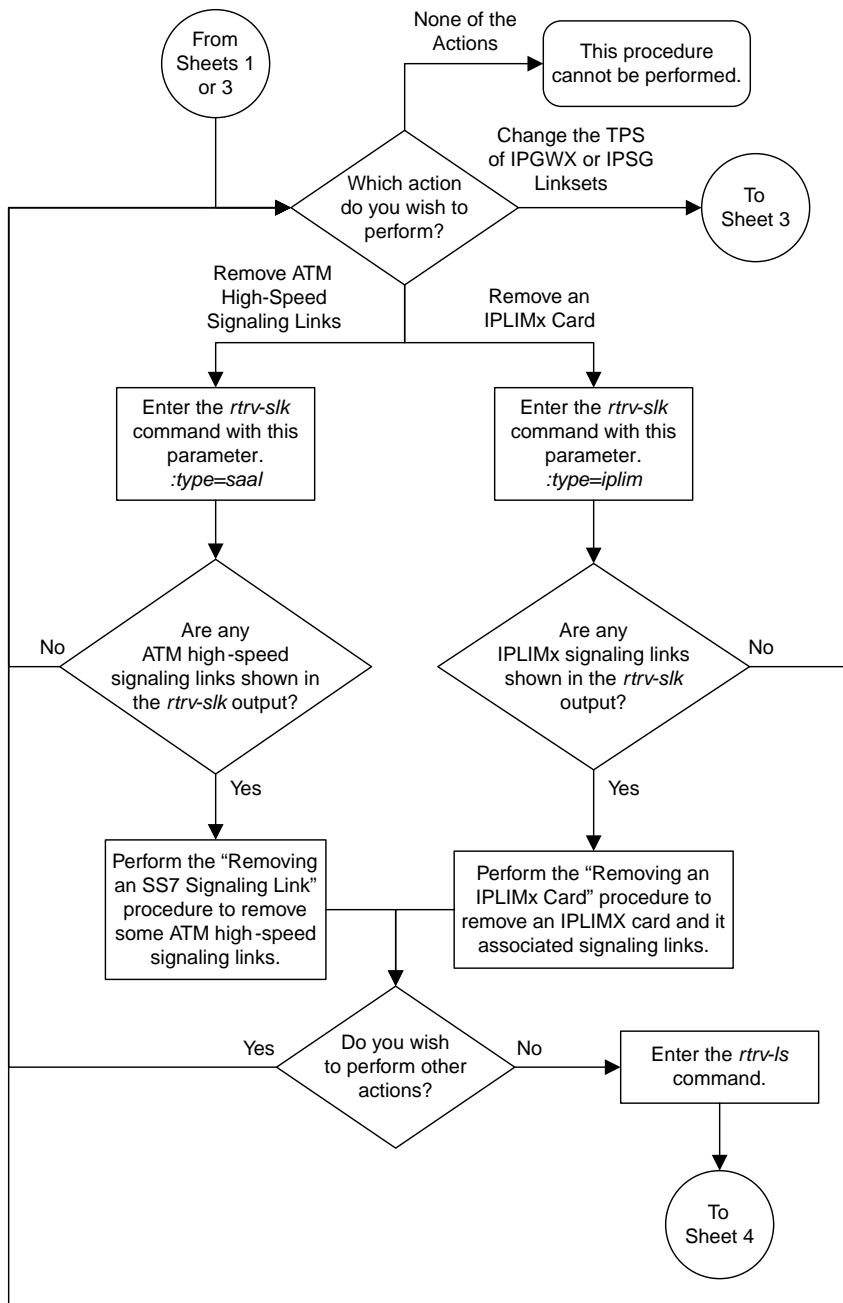 From
Sheets 1
or 3
None of the
Actions
This procedure
cannot be performed.
Change the TPS
of IPGWX or IPSG
Linksets
Which action
do you wish to
perform?
To
Sheet 3
Remove ATM
High-Speed
Signaling Links
Remove an
IPLIMx Card
Enter the rtrv-slk
command with this
parameter.
:type=saal
Enter the rtrv-slk
command with this
parameter.
:type=iplim
No
Are any
ATM high-speed
signaling links shown in
the rtrv-slk output?
Are any
IPLIMx signaling links
shown in the rtrv-slk
output?
No
Yes
Yes
Perform the “Removing
an SS7 Signaling Link”
procedure to remove
some ATM high-speed
signaling links.
Perform the “Removing an
IPLIMx Card” procedure to
remove an IPLIMX card and it
associated signaling links.
Yes
Do you wish
to perform other
actions?
No
Enter the rtrv-ls
command.
To
Sheet 4